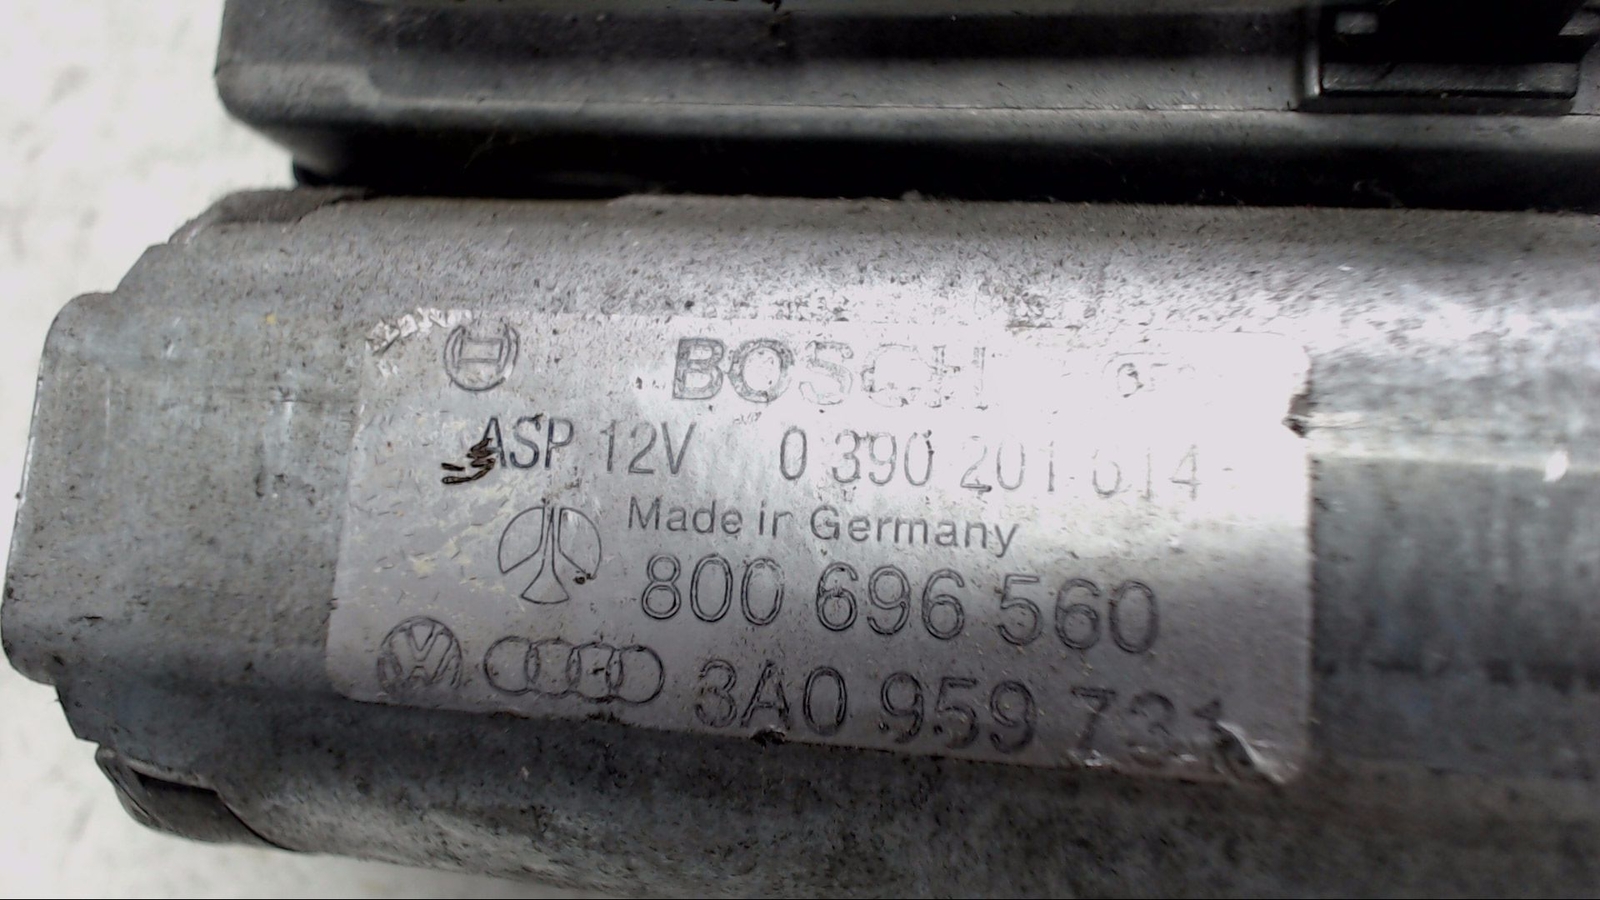 BOSCH
ASP 12V 0 390 201 614
Made in Germany
800 696 560
3A0 959 731